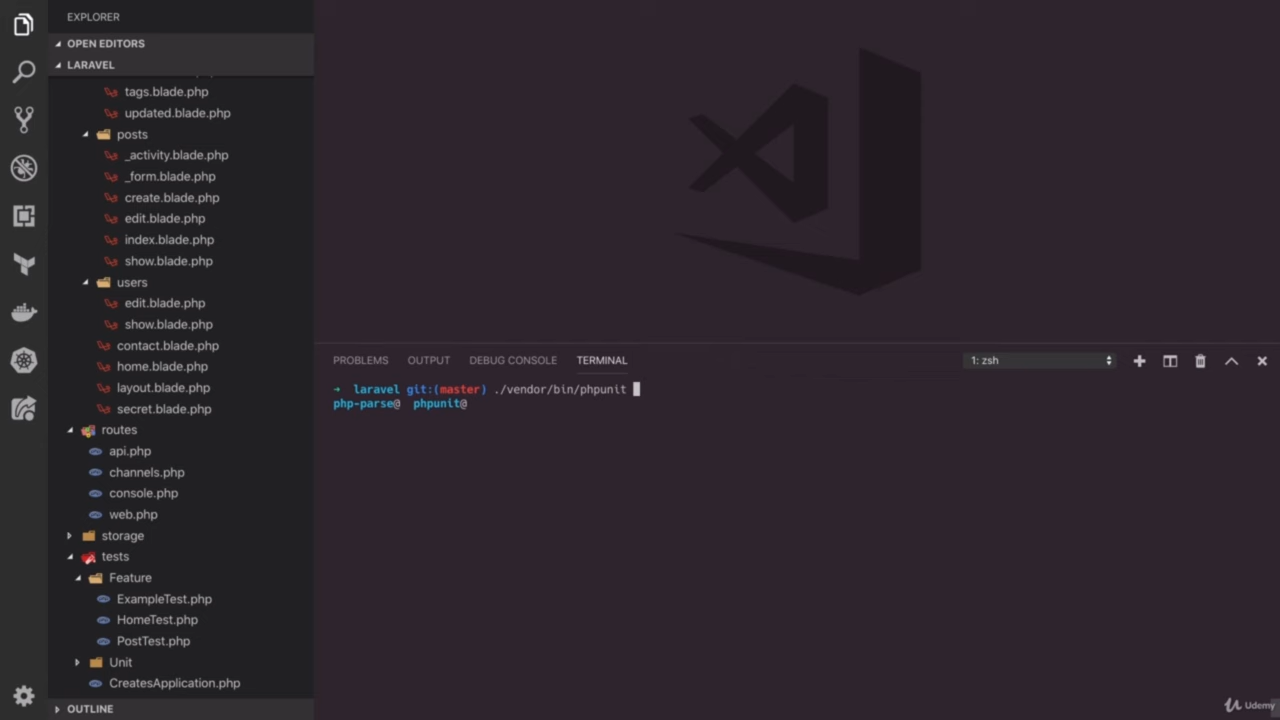 EXPLORER
OPEN EDITORS
LARAVEL
tags.blade.php
updated.blade.php
posts
_activity.blade.php
_form.blade.php
create.blade.php
edit.blade.php
index.blade.php
show.blade.php
users
edit.blade.php
show.blade.php
contact.blade.php
home.blade.php
layout.blade.php
secret.blade.php
routes
api.php
channels.php
console.php
web.php
storage
tests
Feature
ExampleTest.php
HomeTest.php
PostTest.php
Unit
CreatesApplication.php
OUTLINE
PROBLEMS OUTPUT DEBUG CONSOLE TERMINAL 1: zsh
→ laravel git:(master) ./vendor/bin/phpunit
php-parse@ phpunit@
Udemy